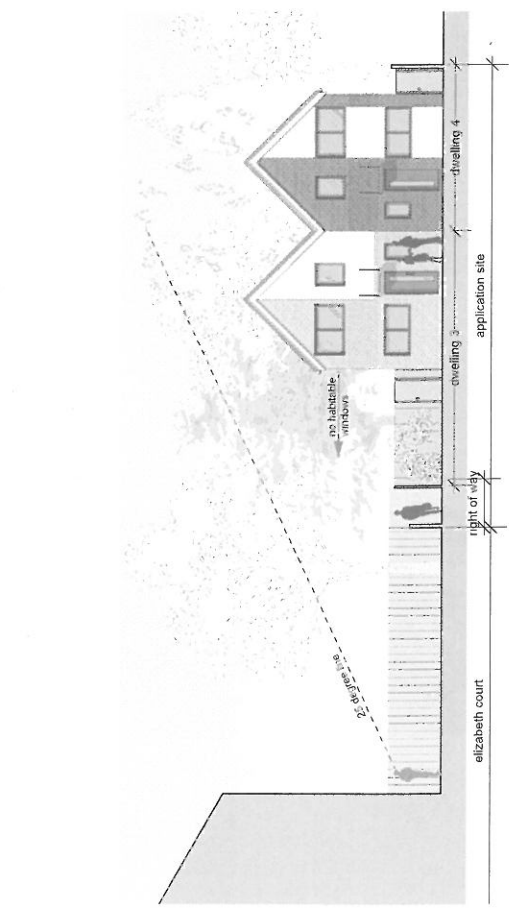 25 degree line
no habitable
windows
elizabeth court
right of way
dwelling 3
dwelling 4
application site